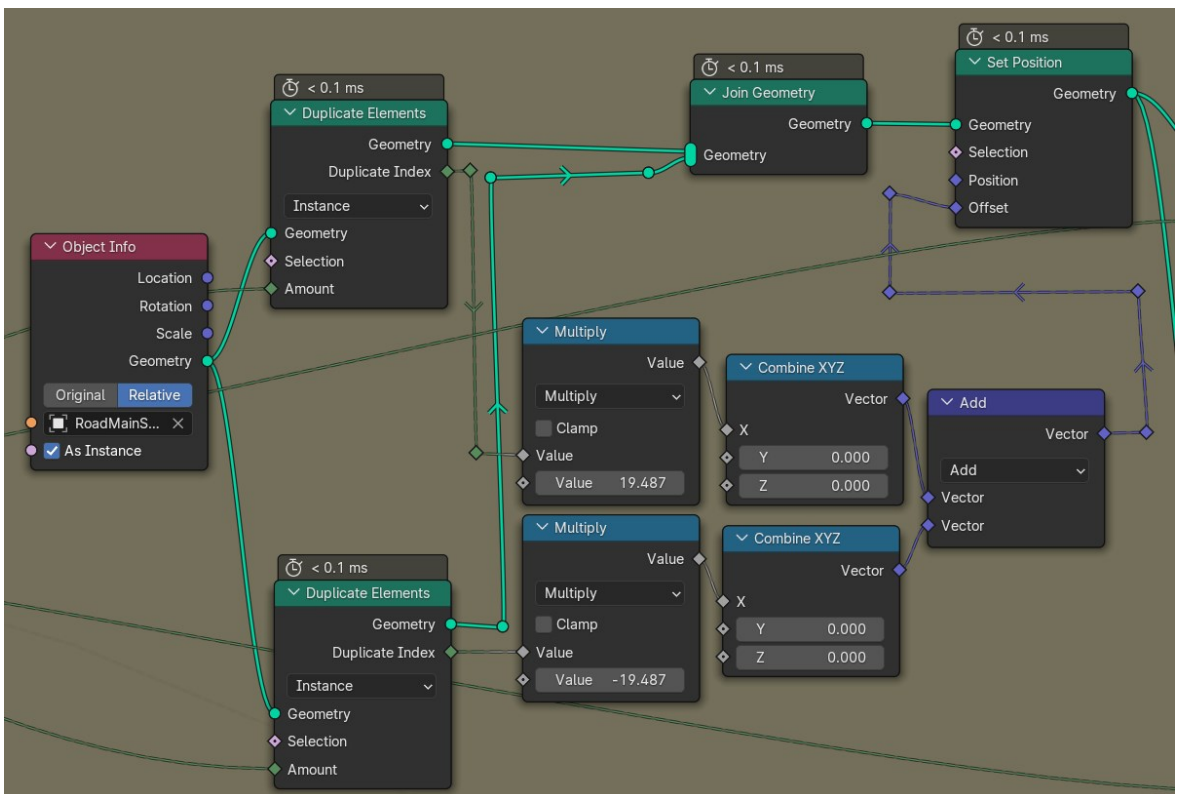 < 0.1 ms
Duplicate Elements
Geometry
Duplicate Index
Instance
Geometry
Selection
Amount
< 0.1 ms
Join Geometry
Geometry
Geometry
< 0.1 ms
Set Position
Geometry
Geometry
Selection
Position
Offset
Object Info
Location
Rotation
Scale
Geometry
Original Relative
RoadMainS...
As Instance
Multiply
Value
Multiply
Clamp
Value
Value 19.487
Combine XYZ
Vector
X
Y 0.000
Z 0.000
Add
Vector
Add
Vector
Vector
< 0.1 ms
Duplicate Elements
Geometry
Duplicate Index
Instance
Geometry
Selection
Amount
Multiply
Value
Multiply
Clamp
Value
Value -19.487
Combine XYZ
Vector
X
Y 0.000
Z 0.000